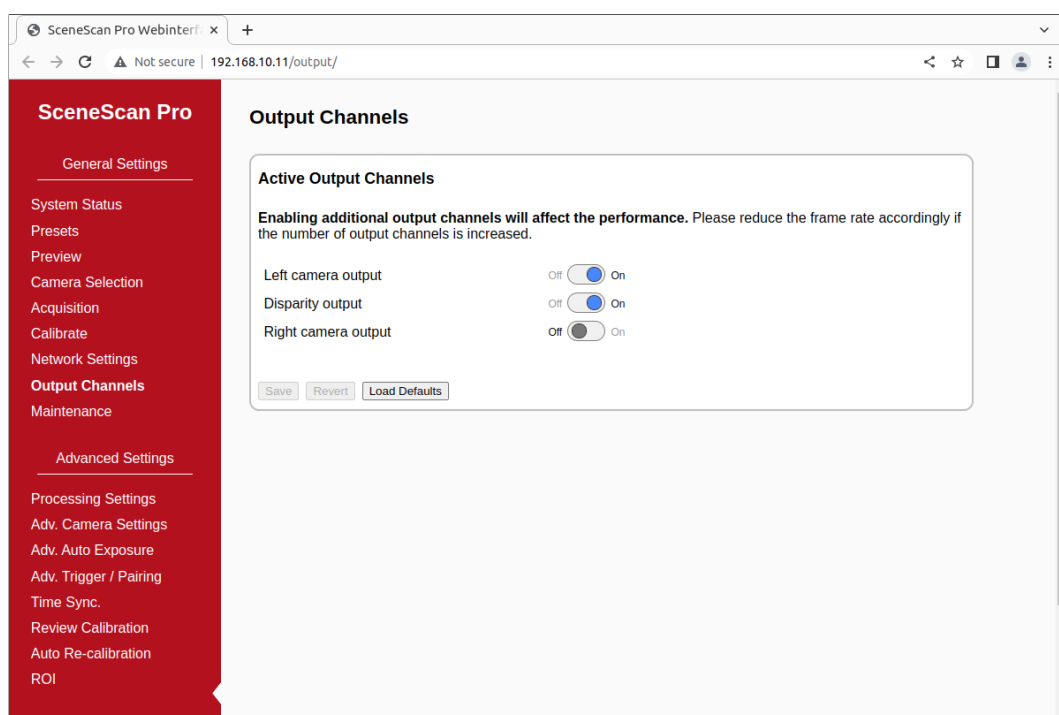 SceneScan Pro Webinterf
Not secure | 192.168.10.11/output/
SceneScan Pro
General Settings
System Status
Presets
Preview
Camera Selection
Acquisition
Calibrate
Network Settings
Output Channels
Maintenance
Advanced Settings
Processing Settings
Adv. Camera Settings
Adv. Auto Exposure
Adv. Trigger / Pairing
Time Sync.
Review Calibration
Auto Re-calibration
ROI
Output Channels
Active Output Channels
Enabling additional output channels will affect the performance. Please reduce the frame rate accordingly if
the number of output channels is increased.
Left camera output Off On
Disparity output Off On
Right camera output Off On
Save Revert Load Defaults